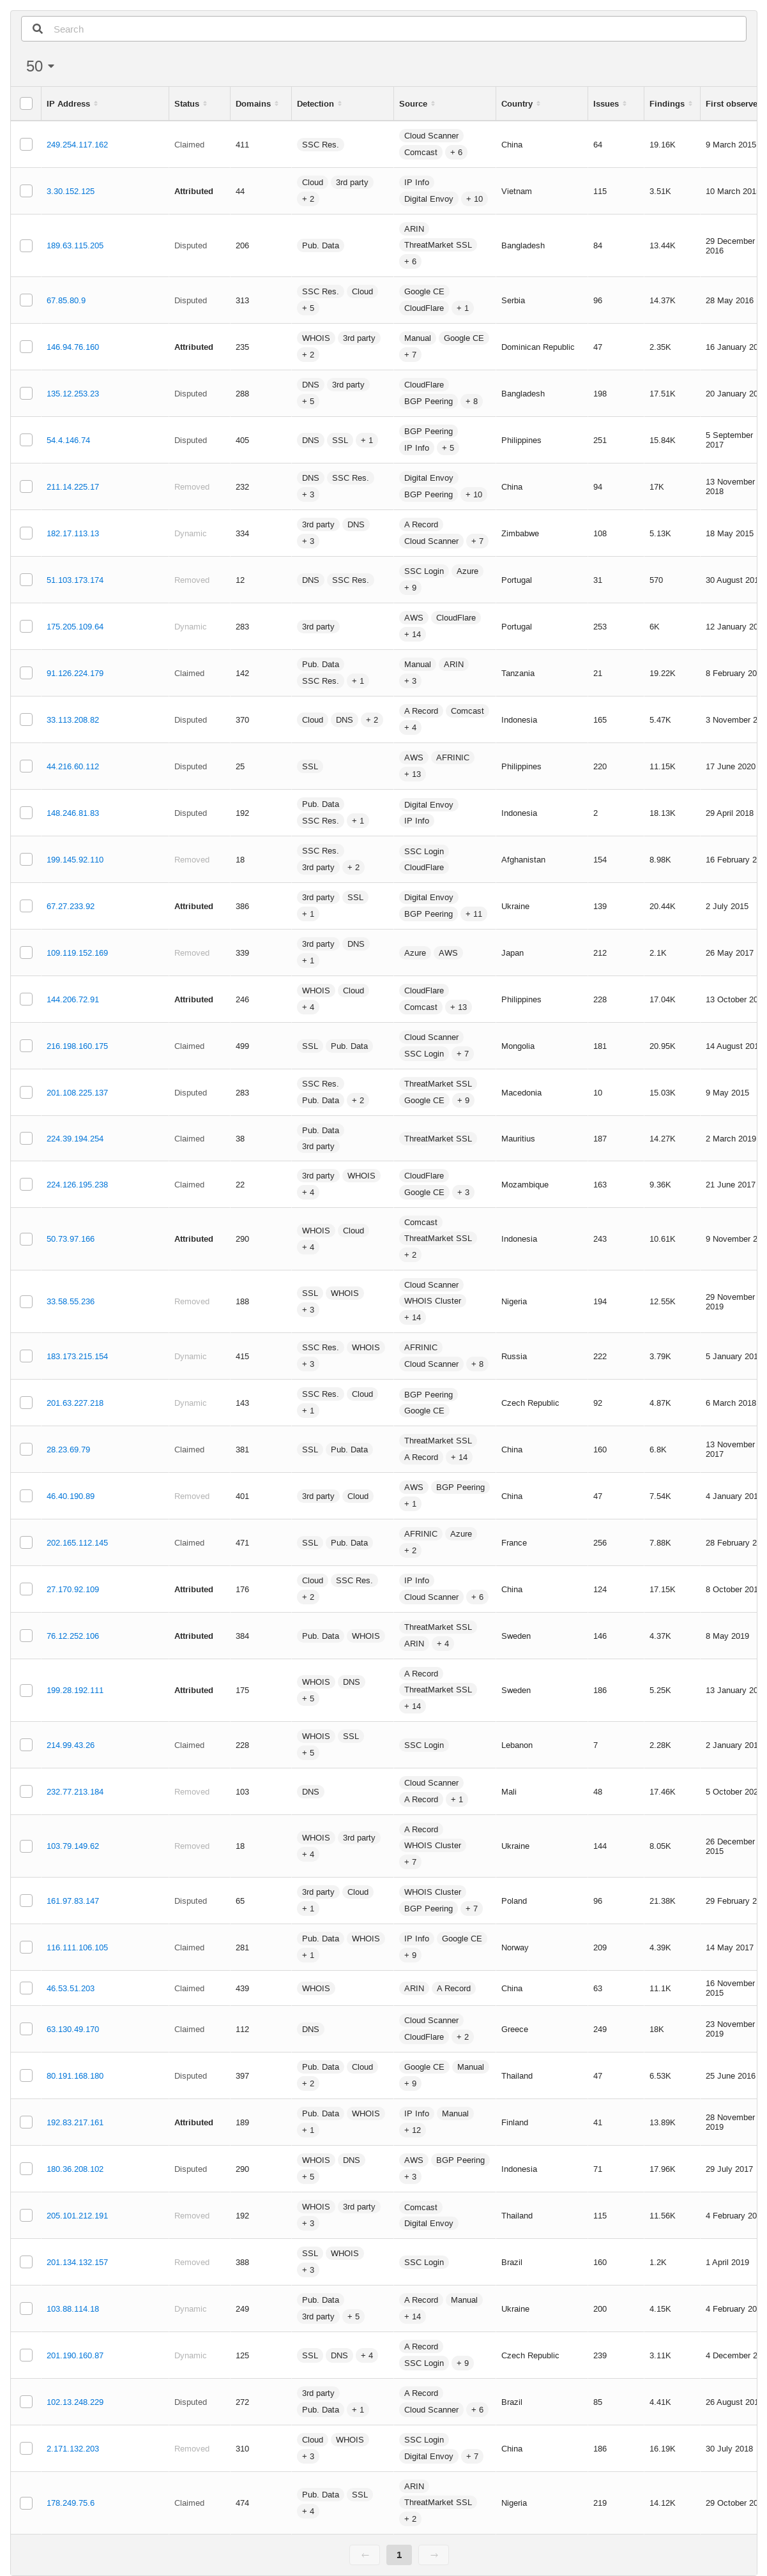 Search
50
IP Address Status Domains Detection Source Country Issues Findings First observe
249.254.117.162 Claimed 411 SSC Res. Cloud Scanner Comcast + 6 China 64 19.16K 9 March 2015
3.30.152.125 Attributed 44 Cloud 3rd party + 2 IP Info Digital Envoy + 10 Vietnam 115 3.51K 10 March 201
189.63.115.205 Disputed 206 Pub. Data ARIN ThreatMarket SSL + 6 Bangladesh 84 13.44K 29 December 2016
67.85.80.9 Disputed 313 SSC Res. Cloud + 5 Google CE CloudFlare + 1 Serbia 96 14.37K 28 May 2016
146.94.76.160 Attributed 235 WHOIS 3rd party + 2 Manual Google CE + 7 Dominican Republic 47 2.35K 16 January 20
135.12.253.23 Disputed 288 DNS 3rd party + 5 CloudFlare BGP Peering + 8 Bangladesh 198 17.51K 20 January 20
54.4.146.74 Disputed 405 DNS SSL + 1 BGP Peering IP Info + 5 Philippines 251 15.84K 5 September 2017
211.14.225.17 Removed 232 DNS SSC Res. + 3 Digital Envoy BGP Peering + 10 China 94 17K 13 November 2018
182.17.113.13 Dynamic 334 3rd party DNS + 3 A Record Cloud Scanner + 7 Zimbabwe 108 5.13K 18 May 2015
51.103.173.174 Removed 12 DNS SSC Res. SSC Login Azure + 9 Portugal 31 570 30 August 201
175.205.109.64 Dynamic 283 3rd party AWS CloudFlare + 14 Portugal 253 6K 12 January 20
91.126.224.179 Claimed 142 Pub. Data SSC Res. + 1 Manual ARIN + 3 Tanzania 21 19.22K 8 February 20
33.113.208.82 Disputed 370 Cloud DNS + 2 A Record Comcast + 4 Indonesia 165 5.47K 3 November 2
44.216.60.112 Disputed 25 SSL AWS AFRINIC + 13 Philippines 220 11.15K 17 June 2020
148.246.81.83 Disputed 192 Pub. Data SSC Res. + 1 Digital Envoy IP Info Indonesia 2 18.13K 29 April 2018
199.145.92.110 Removed 18 SSC Res. 3rd party + 2 SSC Login CloudFlare Afghanistan 154 8.98K 16 February 2
67.27.233.92 Attributed 386 3rd party SSL + 1 Digital Envoy BGP Peering + 11 Ukraine 139 20.44K 2 July 2015
109.119.152.169 Removed 339 3rd party DNS + 1 Azure AWS Japan 212 2.1K 26 May 2017
144.206.72.91 Attributed 246 WHOIS Cloud + 4 CloudFlare Comcast + 13 Philippines 228 17.04K 13 October 20
216.198.160.175 Claimed 499 SSL Pub. Data Cloud Scanner SSC Login + 7 Mongolia 181 20.95K 14 August 201
201.108.225.137 Disputed 283 SSC Res. Pub. Data + 2 ThreatMarket SSL Google CE + 9 Macedonia 10 15.03K 9 May 2015
224.39.194.254 Claimed 38 Pub. Data 3rd party ThreatMarket SSL Mauritius 187 14.27K 2 March 2019
224.126.195.238 Claimed 22 3rd party WHOIS + 4 CloudFlare Google CE + 3 Mozambique 163 9.36K 21 June 2017
50.73.97.166 Attributed 290 WHOIS Cloud + 4 Comcast ThreatMarket SSL + 2 Indonesia 243 10.61K 9 November 2
33.58.55.236 Removed 188 SSL WHOIS + 3 Cloud Scanner WHOIS Cluster + 14 Nigeria 194 12.55K 29 November 2019
183.173.215.154 Dynamic 415 SSC Res. WHOIS + 3 AFRINIC Cloud Scanner + 8 Russia 222 3.79K 5 January 201
201.63.227.218 Dynamic 143 SSC Res. Cloud + 1 BGP Peering Google CE Czech Republic 92 4.87K 6 March 2018
28.23.69.79 Claimed 381 SSL Pub. Data ThreatMarket SSL A Record + 14 China 160 6.8K 13 November 2017
46.40.190.89 Removed 401 3rd party Cloud AWS BGP Peering + 1 China 47 7.54K 4 January 201
202.165.112.145 Claimed 471 SSL Pub. Data AFRINIC Azure + 2 France 256 7.88K 28 February 2
27.170.92.109 Attributed 176 Cloud SSC Res. + 2 IP Info Cloud Scanner + 6 China 124 17.15K 8 October 201
76.12.252.106 Attributed 384 Pub. Data WHOIS ThreatMarket SSL ARIN + 4 Sweden 146 4.37K 8 May 2019
199.28.192.111 Attributed 175 WHOIS DNS + 5 A Record ThreatMarket SSL + 14 Sweden 186 5.25K 13 January 20
214.99.43.26 Claimed 228 WHOIS SSL + 5 SSC Login Lebanon 7 2.28K 2 January 201
232.77.213.184 Removed 103 DNS Cloud Scanner A Record + 1 Mali 48 17.46K 5 October 202
103.79.149.62 Removed 18 WHOIS 3rd party + 4 A Record WHOIS Cluster + 7 Ukraine 144 8.05K 26 December 2015
161.97.83.147 Disputed 65 3rd party Cloud + 1 WHOIS Cluster BGP Peering + 7 Poland 96 21.38K 29 February 2
116.111.106.105 Claimed 281 Pub. Data WHOIS + 1 IP Info Google CE + 9 Norway 209 4.39K 14 May 2017
46.53.51.203 Claimed 439 WHOIS ARIN A Record China 63 11.1K 16 November 2015
63.130.49.170 Claimed 112 DNS Cloud Scanner CloudFlare + 2 Greece 249 18K 23 November 2019
80.191.168.180 Disputed 397 Pub. Data Cloud + 2 Google CE Manual + 9 Thailand 47 6.53K 25 June 2016
192.83.217.161 Attributed 189 Pub. Data WHOIS + 1 IP Info Manual + 12 Finland 41 13.89K 28 November 2019
180.36.208.102 Disputed 290 WHOIS DNS + 5 AWS BGP Peering + 3 Indonesia 71 17.96K 29 July 2017
205.101.212.191 Removed 192 WHOIS 3rd party + 3 Comcast Digital Envoy Thailand 115 11.56K 4 February 20
201.134.132.157 Removed 388 SSL WHOIS + 3 SSC Login Brazil 160 1.2K 1 April 2019
103.88.114.18 Dynamic 249 Pub. Data 3rd party + 5 A Record Manual + 14 Ukraine 200 4.15K 4 February 20
201.190.160.87 Dynamic 125 SSL DNS + 4 A Record SSC Login + 9 Czech Republic 239 3.11K 4 December 2
102.13.248.229 Disputed 272 3rd party Pub. Data + 1 A Record Cloud Scanner + 6 Brazil 85 4.41K 26 August 201
2.171.132.203 Removed 310 Cloud WHOIS + 3 SSC Login Digital Envoy + 7 China 186 16.19K 30 July 2018
178.249.75.6 Claimed 474 Pub. Data SSL + 4 ARIN ThreatMarket SSL + 2 Nigeria 219 14.12K 29 October 20
← 1 →